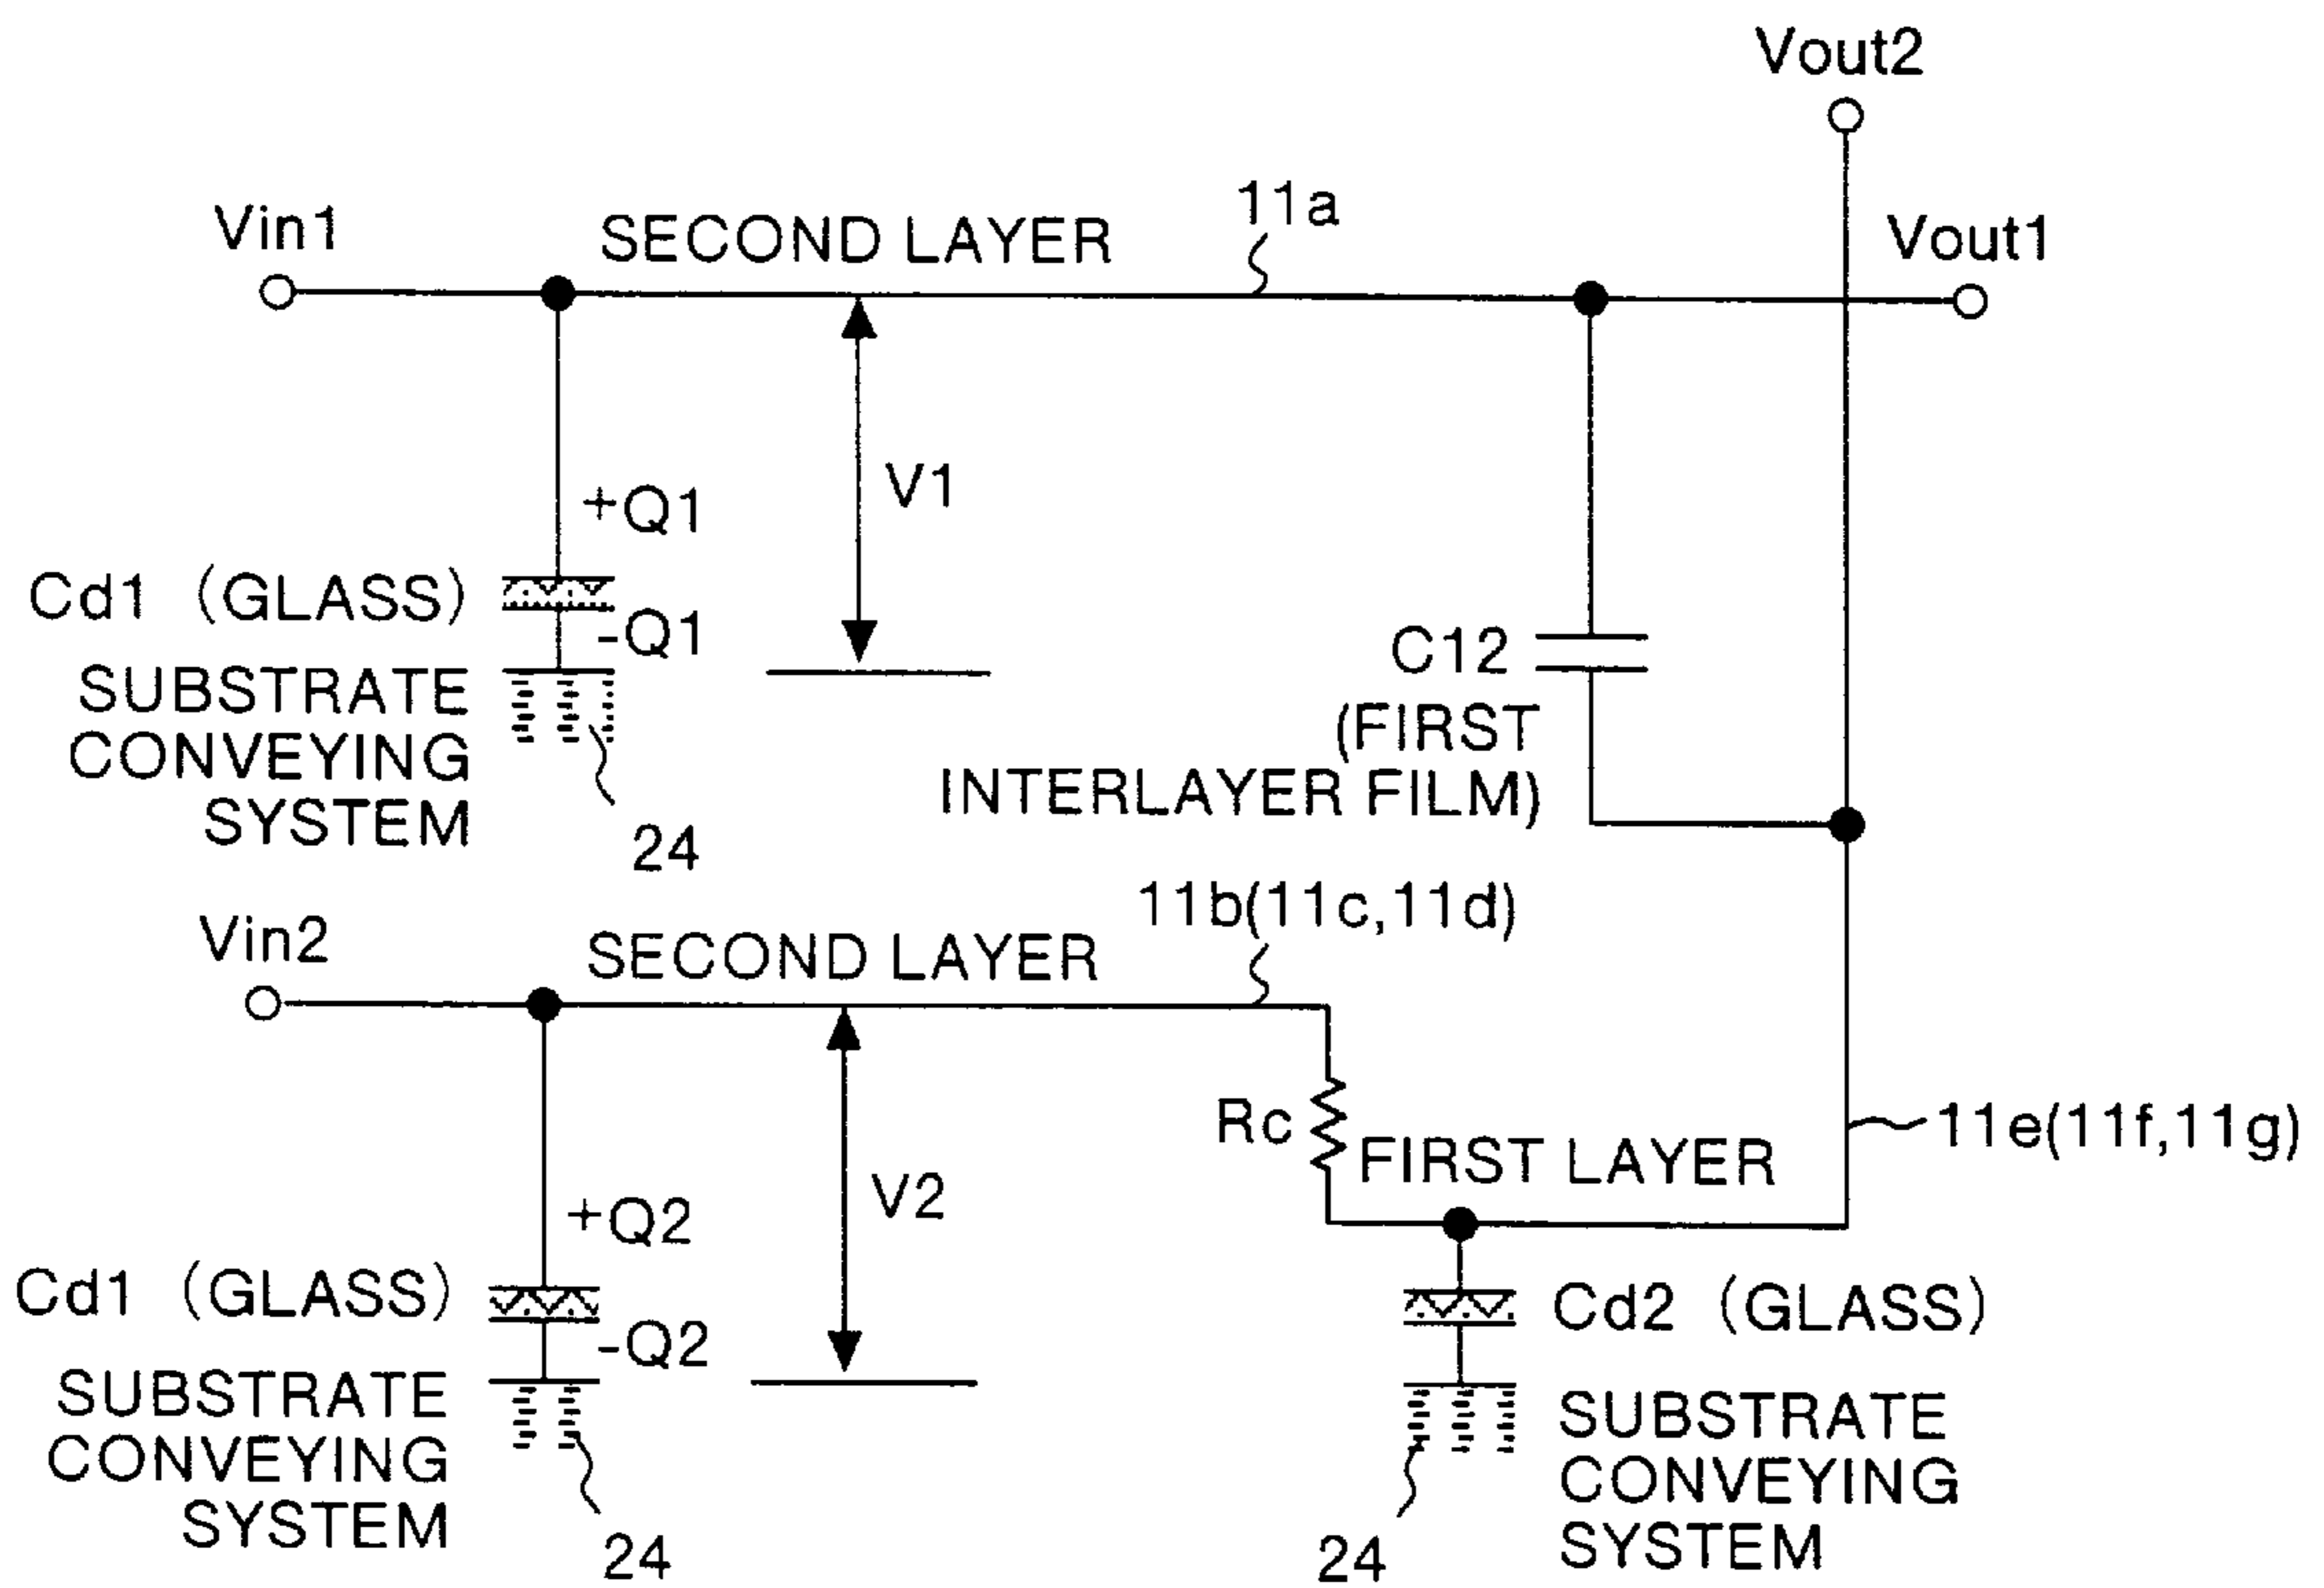 Vout2
Vin1
SECOND LAYER
11a
Vout1
V1
+Q1
Cd1 (GLASS)
-Q1
SUBSTRATE
CONVEYING
SYSTEM
24
C12
(FIRST
INTERLAYER FILM)
Vin2
SECOND LAYER
11b(11c,11d)
Rc
FIRST LAYER
11e(11f,11g)
V2
+Q2
Cd1 (GLASS)
-Q2
SUBSTRATE
CONVEYING
SYSTEM
24
Cd2 (GLASS)
SUBSTRATE
CONVEYING
SYSTEM
24